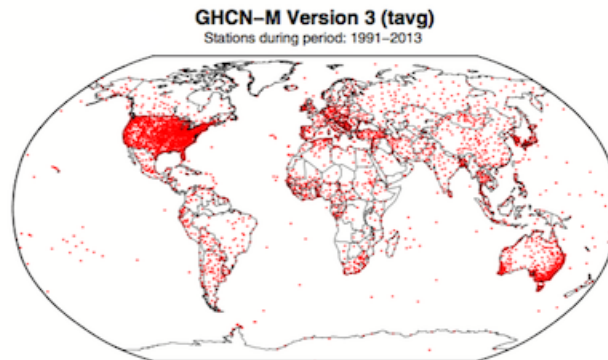 GHCN−M Version 3 (tavg)
Stations during period: 1991−2013